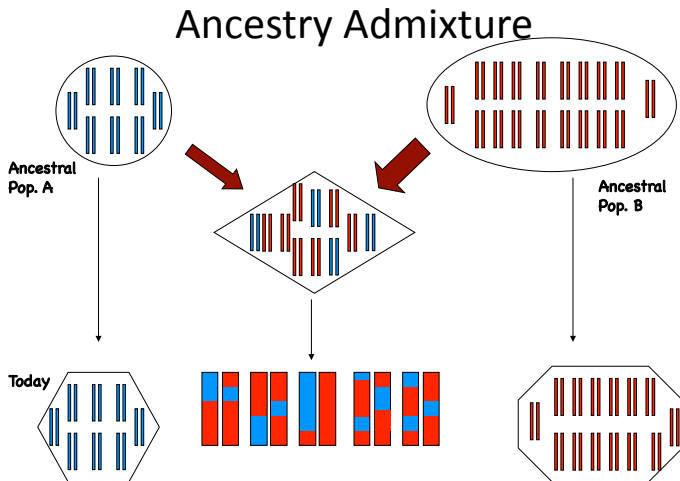 Ancestry Admixture
Ancestral
Pop. A
Ancestral
Pop. B
Today